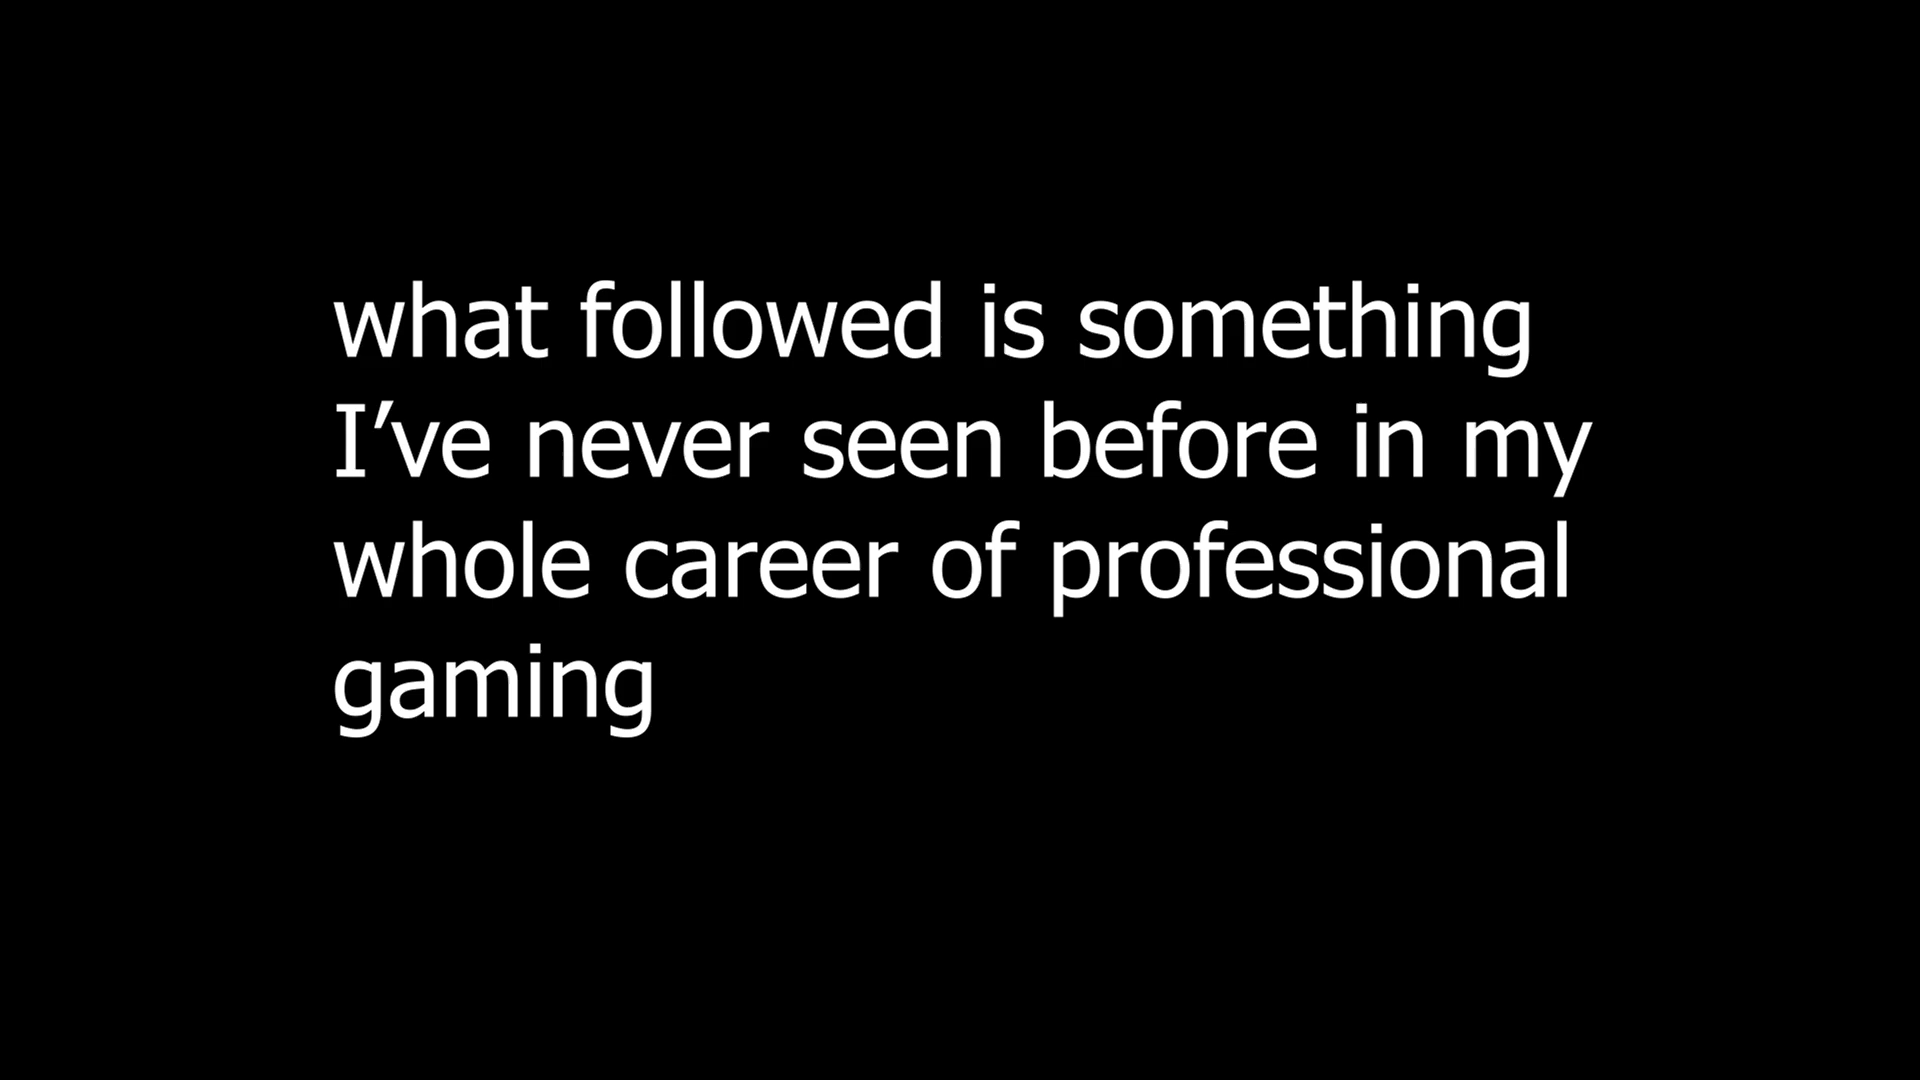 what followed is something
I’ve never seen before in my
whole career of professional
gaming